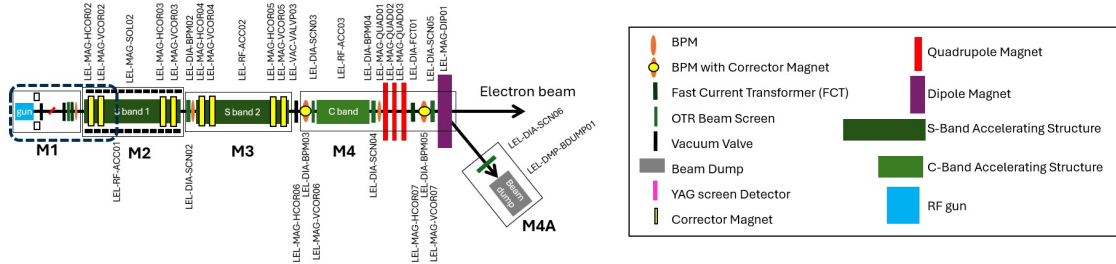 LEL-MAG-HCOR02
LEL-MAG-VCOR02
LEL-MAG-SOL02
LEL-MAG-HCOR03
LEL-MAG-VCOR03
LEL-DIA-BPM02
LEL-MAG-HCOR04
LEL-MAG-VCOR04
LEL-RF-ACC02
LEL-MAG-HCOR05
LEL-MAG-VCOR05
LEL-VAC-VALVP03
LEL-DIA-SCN03
LEL-RF-ACC03
LEL-DIA-BPM04
LEL-MAG-QUAD01
LEL-MAG-QUAD02
LEL-MAG-QUAD03
LEL-DIA-FCT01
LEL-DIA-SCN05
LEL-MAG-DIP01
gun
S band 1
S band 2
C band
Electron beam
M1
M2
M3
M4
LEL-RF-ACC01
LEL-DIA-SCN02
LEL-MAG-HCOR06
LEL-DIA-BPM03
LEL-MAG-VCOR06
LEL-DIA-SCN04
LEL-MAG-HCOR07
LEL-DIA-BPM05
LEL-MAG-VCOR07
LEL-DIA-SCN06
LEL-DMP-BDUMP01
Beam
dump
M4A
BPM
BPM with Corrector Magnet
Fast Current Transformer (FCT)
OTR Beam Screen
Vacuum Valve
Beam Dump
YAG screen Detector
Corrector Magnet
Quadrupole Magnet
Dipole Magnet
S-Band Accelerating Structure
C-Band Accelerating Structure
RF gun